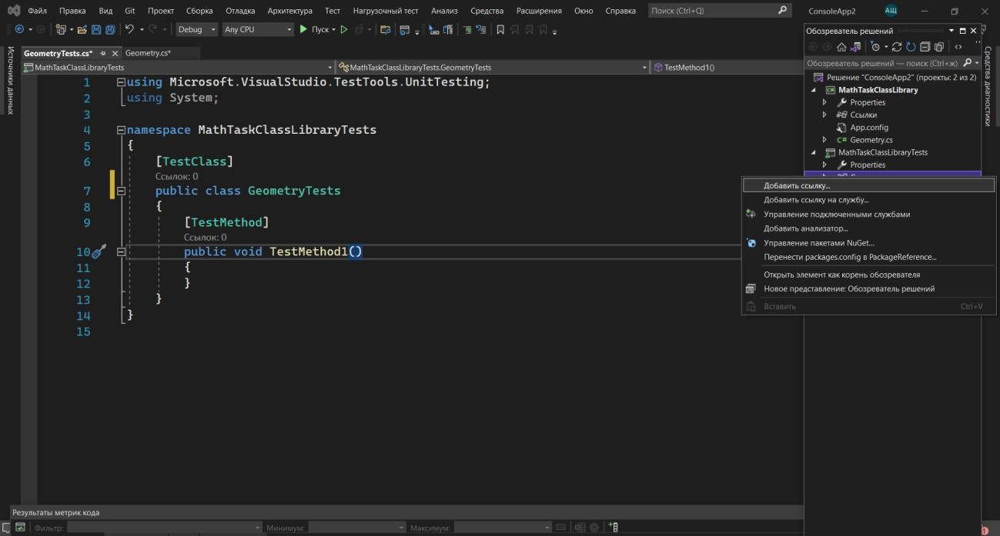 Файл Правка Вид Git Проект Сборка Отладка Архитектура Тест Нагрузочный тест Анализ Средства Расширения Окно Справка Поиск (Ctrl+Q) ConsoleApp2 АЩ
Debug Any CPU Пуск
Обозреватель решений
GeometryTests.cs* Geometry.cs*
MathTaskClassLibraryTests MathTaskClassLibraryTests.GeometryTests TestMethod1()
Источники данных
1 using Microsoft.VisualStudio.TestTools.UnitTesting;
2 using System;
3
4 namespace MathTaskClassLibraryTests
5 {
6 [TestClass]
Ссылок: 0
7 public class GeometryTests
8 {
9 [TestMethod]
Ссылок: 0
10 public void TestMethod1()
11 {
12 }
13 }
14 }
15
Обозреватель решений — поиск (Ctrl+ж)
Решение "ConsoleApp2" (проекты: 2 из 2)
MathTaskClassLibrary
Properties
Ссылки
App.config
C# Geometry.cs
MathTaskClassLibraryTests
Properties
Средства диагностики
Добавить ссылку...
Добавить ссылку на службу...
Управление подключенными службами
Добавить анализатор...
Управление пакетами NuGet...
Перенести packages.config в PackageReference...
Открыть элемент как корень обозревателя
Новое представление: Обозреватель решений
Вставить Ctrl+V
Результаты метрик кода
Фильтр: Минимум: Максимум:
1